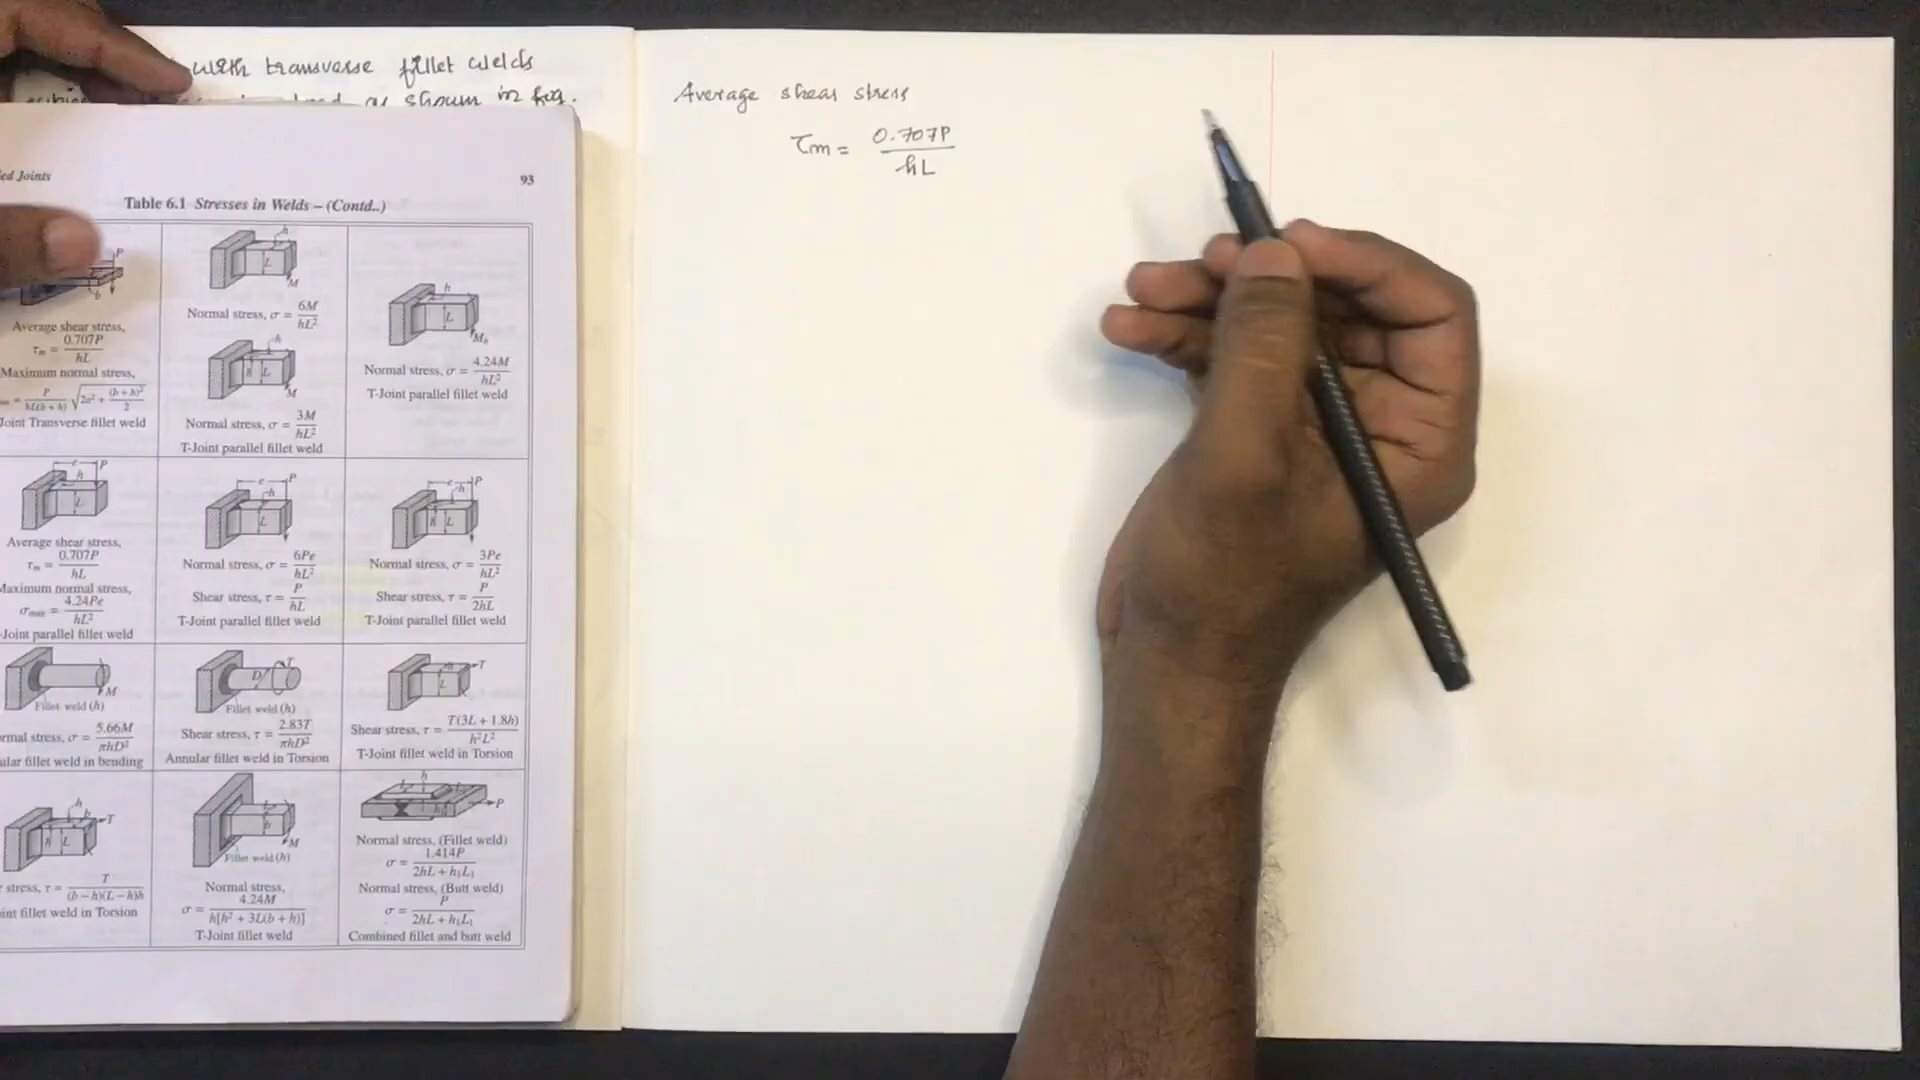 with transverse fillet welds
as shown in fig.
ed Joints
93
Table 6.1 Stresses in Welds – (Contd..)
P
b
Average shear stress,
τm = 0.707P / hL
Maximum normal stress,
= P / hL(b + h) √2a² + (b + h)² / 2
Joint Transverse fillet weld
h
L
M
Normal stress, σ = 6M / hL²
h
h L
M
Normal stress, σ = 3M / hL²
T-Joint parallel fillet weld
h
L
Mb
Normal stress, σ = 4.24M / hL²
T-Joint parallel fillet weld
e P
h
L
Average shear stress,
τm = 0.707P / hL
Maximum normal stress,
σmax = 4.24Pe / hL²
-Joint parallel fillet weld
e P
h
L
Normal stress, σ = 6Pe / hL²
Shear stress, τ = P / hL
T-Joint parallel fillet weld
e P
h
h L
Normal stress, σ = 3Pe / hL²
Shear stress, τ = P / 2hL
T-Joint parallel fillet weld
M
Fillet weld (h)
rmal stress, σ = 5.66M / πhD²
ular fillet weld in bending
D T
Fillet weld (h)
Shear stress, τ = 2.83T / πhD²
Annular fillet weld in Torsion
T
L
Shear stress, τ = T(3L + 1.8h) / h²L²
T-Joint fillet weld in Torsion
h
b
T
h L
stress, τ = T / (b – h)(L – h)h
int fillet weld in Torsion
L
b
M
Fillet weld (h)
Normal stress,
σ = 4.24M / h[h² + 3L(b + h)]
T-Joint fillet weld
h
P
Normal stress, (Fillet weld)
σ = 1.414P / 2hL + h₁L₁
Normal stress, (Butt weld)
σ = P / 2hL + h₁L₁
Combined fillet and butt weld
Average shear stress
τm = 0.707P / hL